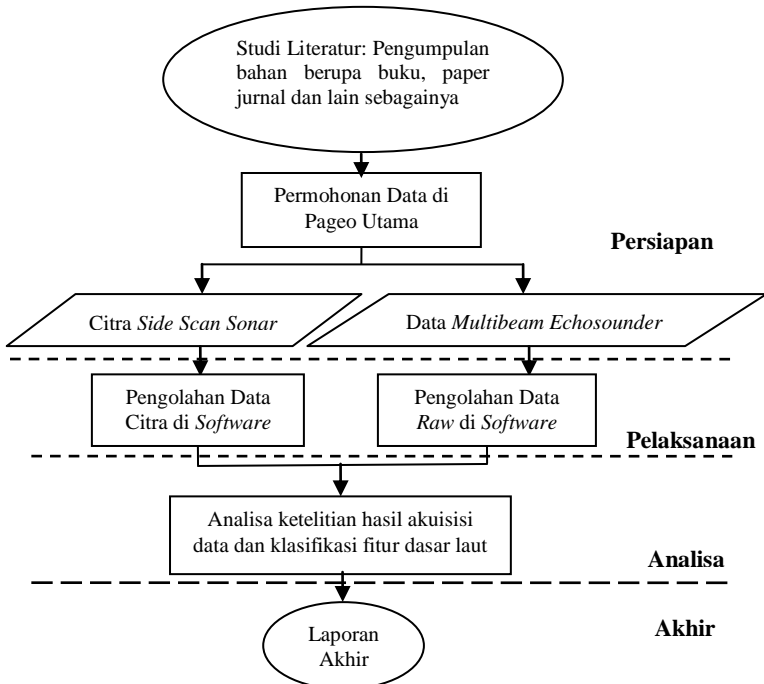 Studi Literatur: Pengumpulan
bahan berupa buku, paper
jurnal dan lain sebagainya
Permohonan Data di
Pageo Utama
Persiapan
Citra Side Scan Sonar
Data Multibeam Echosounder
Pengolahan Data
Citra di Software
Pengolahan Data
Raw di Software
Pelaksanaan
Analisa ketelitian hasil akuisisi
data dan klasifikasi fitur dasar laut
Analisa
Laporan
Akhir
Akhir